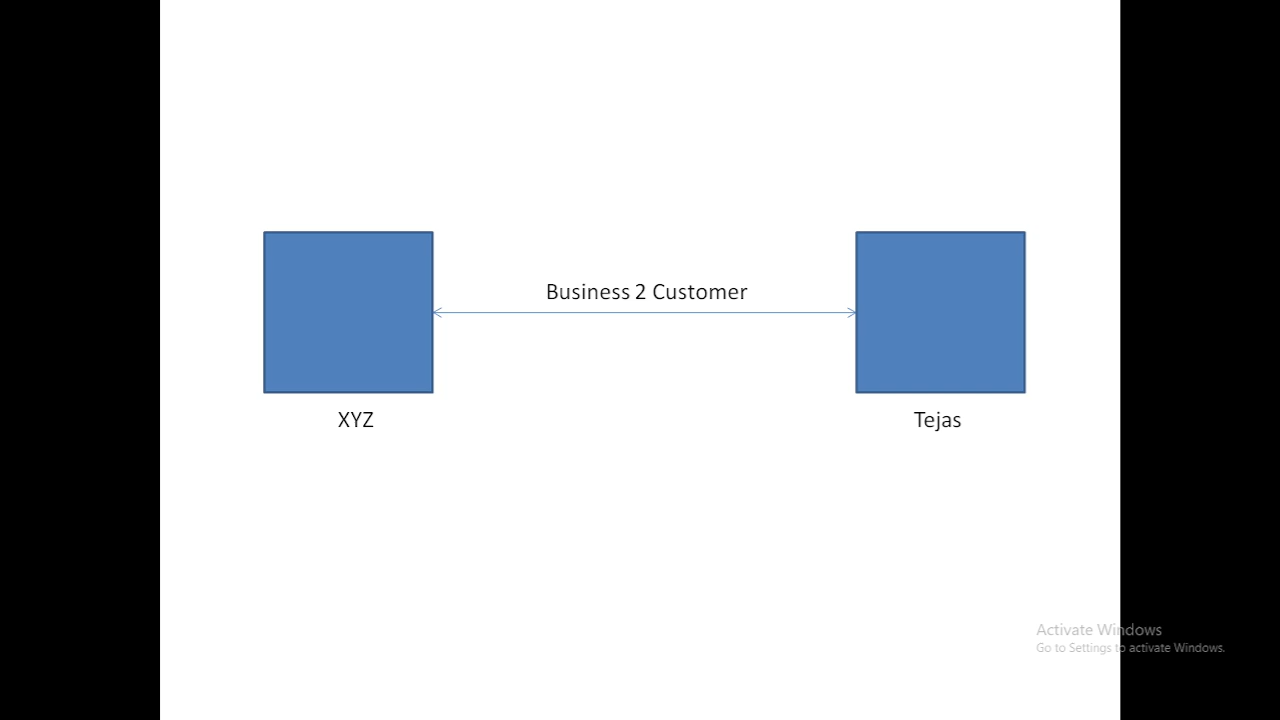 Business 2 Customer
XYZ
Tejas
Activate Windows
Go to Settings to activate Windows.